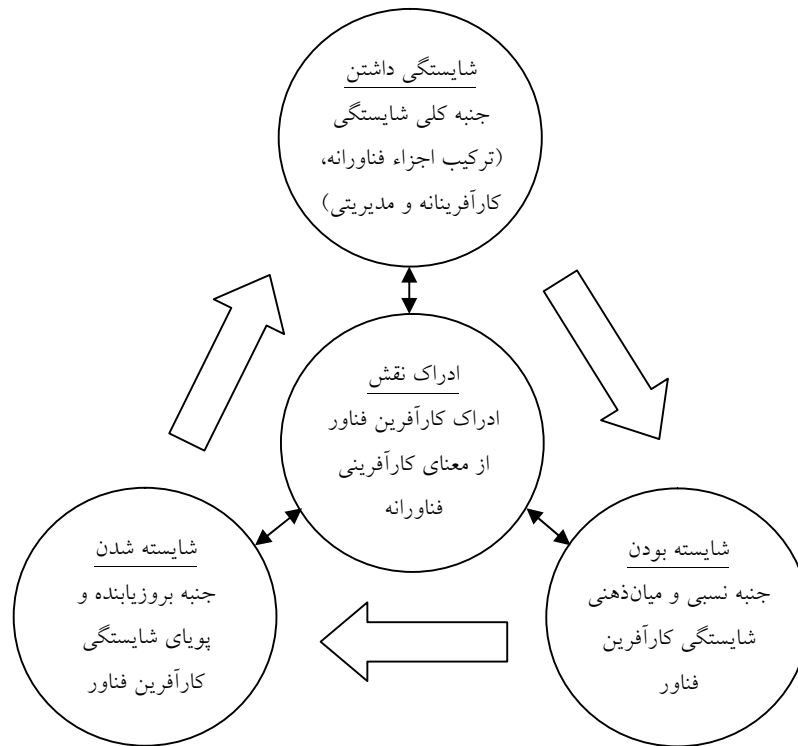 شایستگی داشتن
جنبه کلی شایستگی
(ترکیب اجزاء فناورانه،
کارآفرینانه و مدیریتی)
ادراک نقش
ادراک کارآفرین فناور
از معنای کارآفرینی
فناورانه
شایسته بودن
جنبه نسبی و میان‌ذهنی
شایستگی کارآفرین
فناور
شایسته شدن
جنبه بروزیابنده و
پویای شایستگی
کارآفرین فناور